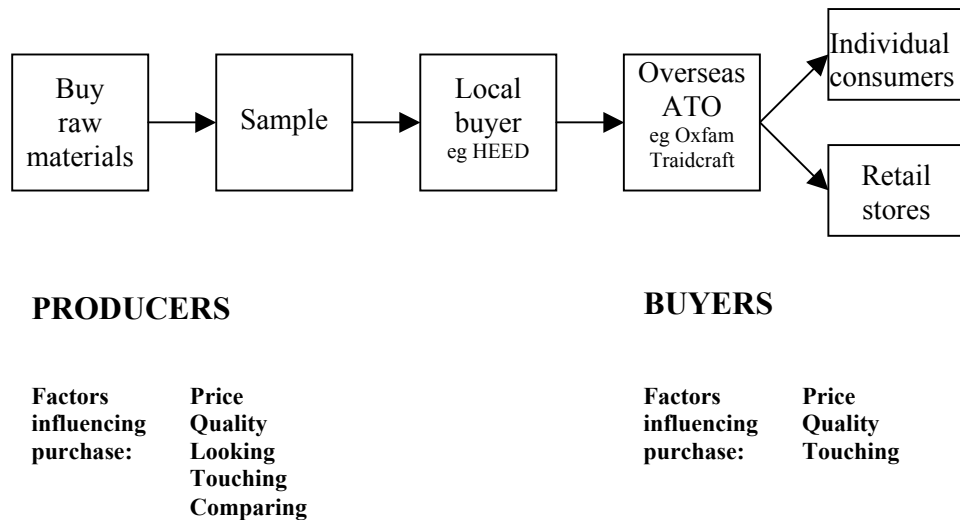 Buy
raw
materials
Sample
Local
buyer
eg HEED
Overseas
ATO
eg Oxfam
Traidcraft
Individual
consumers
Retail
stores
PRODUCERS
Factors
influencing
purchase:
Price
Quality
Looking
Touching
Comparing
BUYERS
Factors
influencing
purchase:
Price
Quality
Touching